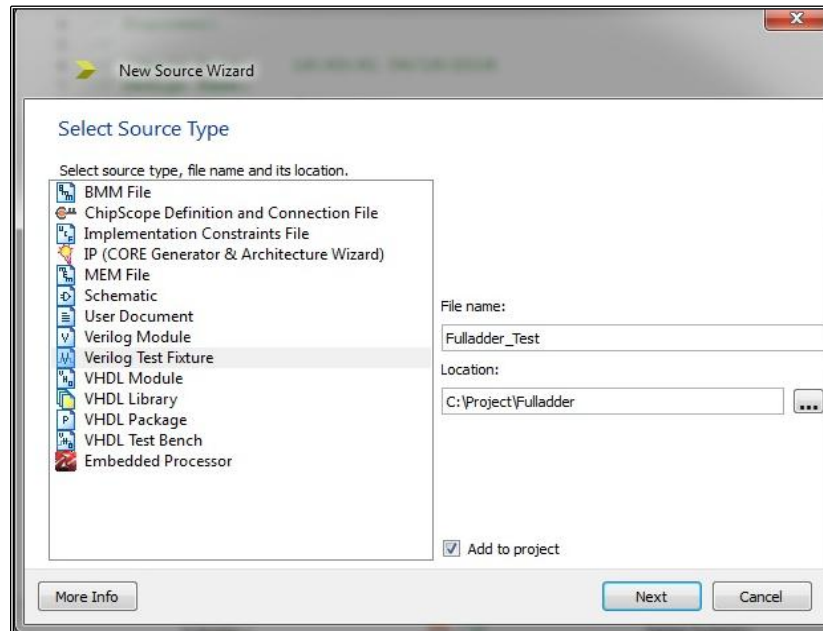 New Source Wizard
Select Source Type
Select source type, file name and its location.
BMM File
ChipScope Definition and Connection File
Implementation Constraints File
IP (CORE Generator & Architecture Wizard)
MEM File
Schematic
User Document
Verilog Module
Verilog Test Fixture
VHDL Module
VHDL Library
VHDL Package
VHDL Test Bench
Embedded Processor
File name:
Fulladder_Test
Location:
C:\Project\Fulladder
...
Add to project
More Info
Next
Cancel